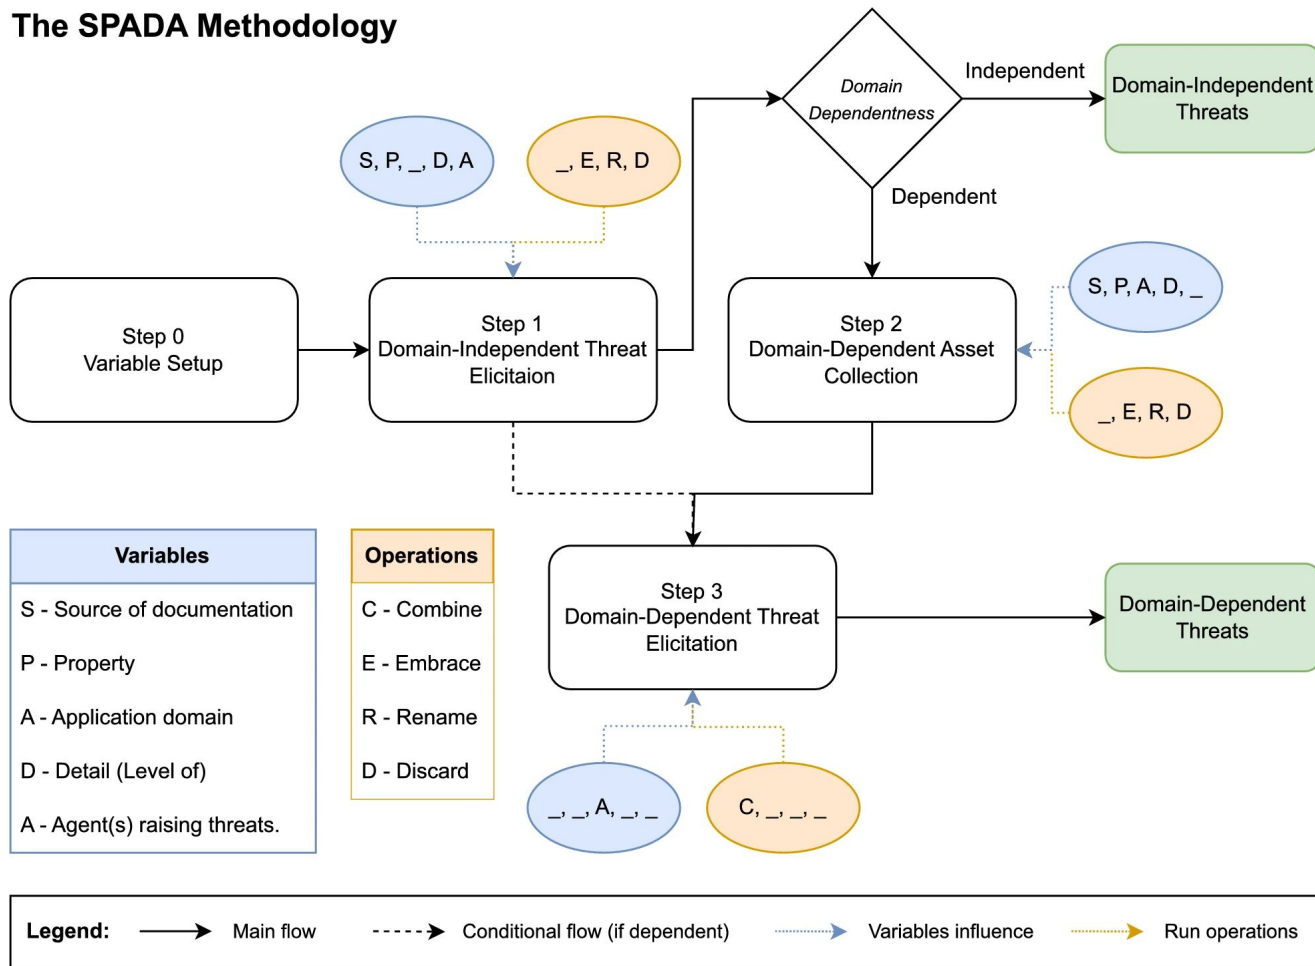 The SPADA Methodology
Domain
Dependentness
Independent
Domain-Independent
Threats
S, P, _, D, A
_, E, R, D
Dependent
Step 0
Variable Setup
Step 1
Domain-Independent Threat
Elicitaion
Step 2
Domain-Dependent Asset
Collection
S, P, A, D, _
_, E, R, D
Variables
S - Source of documentation
P - Property
A - Application domain
D - Detail (Level of)
A - Agent(s) raising threats.
Operations
C - Combine
E - Embrace
R - Rename
D - Discard
Step 3
Domain-Dependent Threat
Elicitation
Domain-Dependent
Threats
_, _, A, _, _
C, _, _, _
Legend:
Main flow
Conditional flow (if dependent)
Variables influence
Run operations